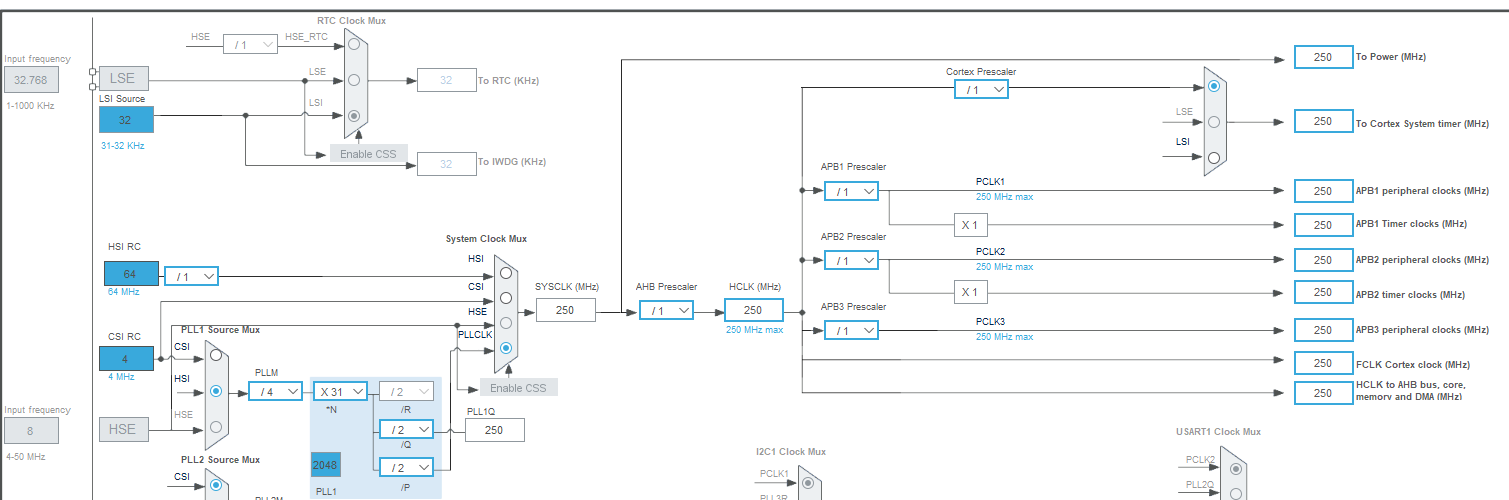 RTC Clock Mux
HSE
/ 1
HSE_RTC
Input frequency
32.768
1-1000 KHz
LSE
LSE
32
To RTC (KHz)
LSI Source
32
31-32 KHz
LSI
Enable CSS
32
To IWDG (KHz)
250
To Power (MHz)
Cortex Prescaler
/ 1
LSE
LSI
250
To Cortex System timer (MHz)
APB1 Prescaler
/ 1
PCLK1
250 MHz max
250
APB1 peripheral clocks (MHz)
X 1
250
APB1 Timer clocks (MHz)
APB2 Prescaler
/ 1
PCLK2
250 MHz max
250
APB2 peripheral clocks (MHz)
X 1
250
APB2 timer clocks (MHz)
APB3 Prescaler
/ 1
PCLK3
250 MHz max
250
APB3 peripheral clocks (MHz)
250
FCLK Cortex clock (MHz)
250
HCLK to AHB bus, core,
memory and DMA (MHz)
System Clock Mux
HSI RC
64
64 MHz
/ 1
HSI
CSI
HSE
PLLCLK
SYSCLK (MHz)
250
AHB Prescaler
/ 1
HCLK (MHz)
250
250 MHz max
Enable CSS
CSI RC
4
4 MHz
PLL1 Source Mux
CSI
HSI
HSE
PLLM
/ 4
X 31
*N
/ 2
/R
/ 2
/Q
/ 2
/P
PLL1Q
250
2048
PLL1
Input frequency
8
4-50 MHz
HSE
PLL2 Source Mux
CSI
PLL2M
I2C1 Clock Mux
PCLK1
PLL3R
USART1 Clock Mux
PCLK2
PLL2Q